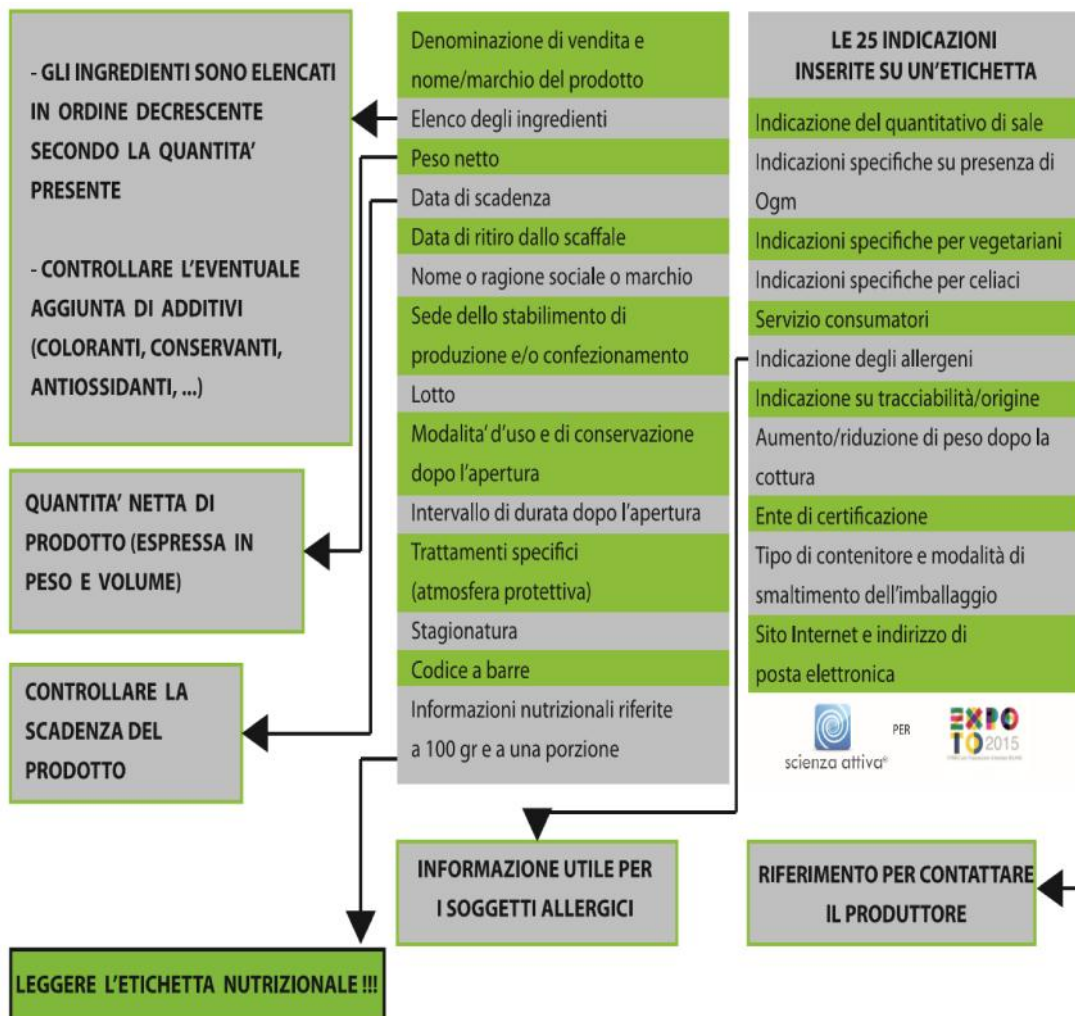 - GLI INGREDIENTI SONO ELENCATI
IN ORDINE DECRESCENTE
SECONDO LA QUANTITA'
PRESENTE
- CONTROLLARE L'EVENTUALE
AGGIUNTA DI ADDITIVI
(COLORANTI, CONSERVANTI,
ANTIOSSIDANTI, ...)
QUANTITA' NETTA DI
PRODOTTO (ESPRESSA IN
PESO E VOLUME)
CONTROLLARE LA
SCADENZA DEL
PRODOTTO
LEGGERE L'ETICHETTA NUTRIZIONALE !!!
Denominazione di vendita e
nome/marchio del prodotto
Elenco degli ingredienti
Peso netto
Data di scadenza
Data di ritiro dallo scaffale
Nome o ragione sociale o marchio
Sede dello stabilimento di
produzione e/o confezionamento
Lotto
Modalita' d'uso e di conservazione
dopo l'apertura
Intervallo di durata dopo l'apertura
Trattamenti specifici
(atmosfera protettiva)
Stagionatura
Codice a barre
Informazioni nutrizionali riferite
a 100 gr e a una porzione
INFORMAZIONE UTILE PER
I SOGGETTI ALLERGICI
LE 25 INDICAZIONI
INSERITE SU UN'ETICHETTA
Indicazione del quantitativo di sale
Indicazioni specifiche su presenza di
Ogm
Indicazioni specifiche per vegetariani
Indicazioni specifiche per celiaci
Servizio consumatori
Indicazione degli allergeni
Indicazione su tracciabilità/origine
Aumento/riduzione di peso dopo la
cottura
Ente di certificazione
Tipo di contenitore e modalità di
smaltimento dell'imballaggio
Sito Internet e indirizzo di
posta elettronica
scienza attiva®
PER
EXPO
TO 2015
RIFERIMENTO PER CONTATTARE
IL PRODUTTORE